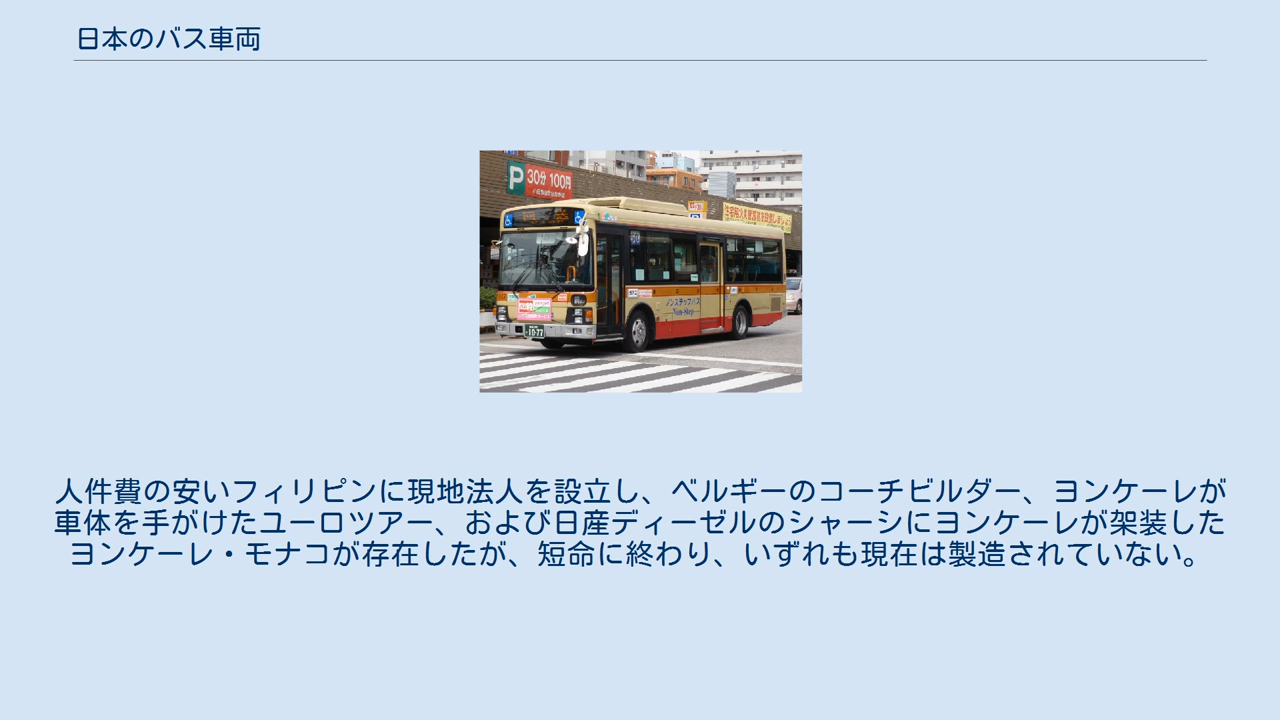 日本のバス車両
P
30分 100円
ノンステップバス
Non-Step
10-77
人件費の安いフィリピンに現地法人を設立し、ベルギーのコーチビルダー、ヨンケーレが
車体を手がけたユーロツアー、および日産ディーゼルのシャーシにヨンケーレが架装した
ヨンケーレ・モナコが存在したが、短命に終わり、いずれも現在は製造されていない。